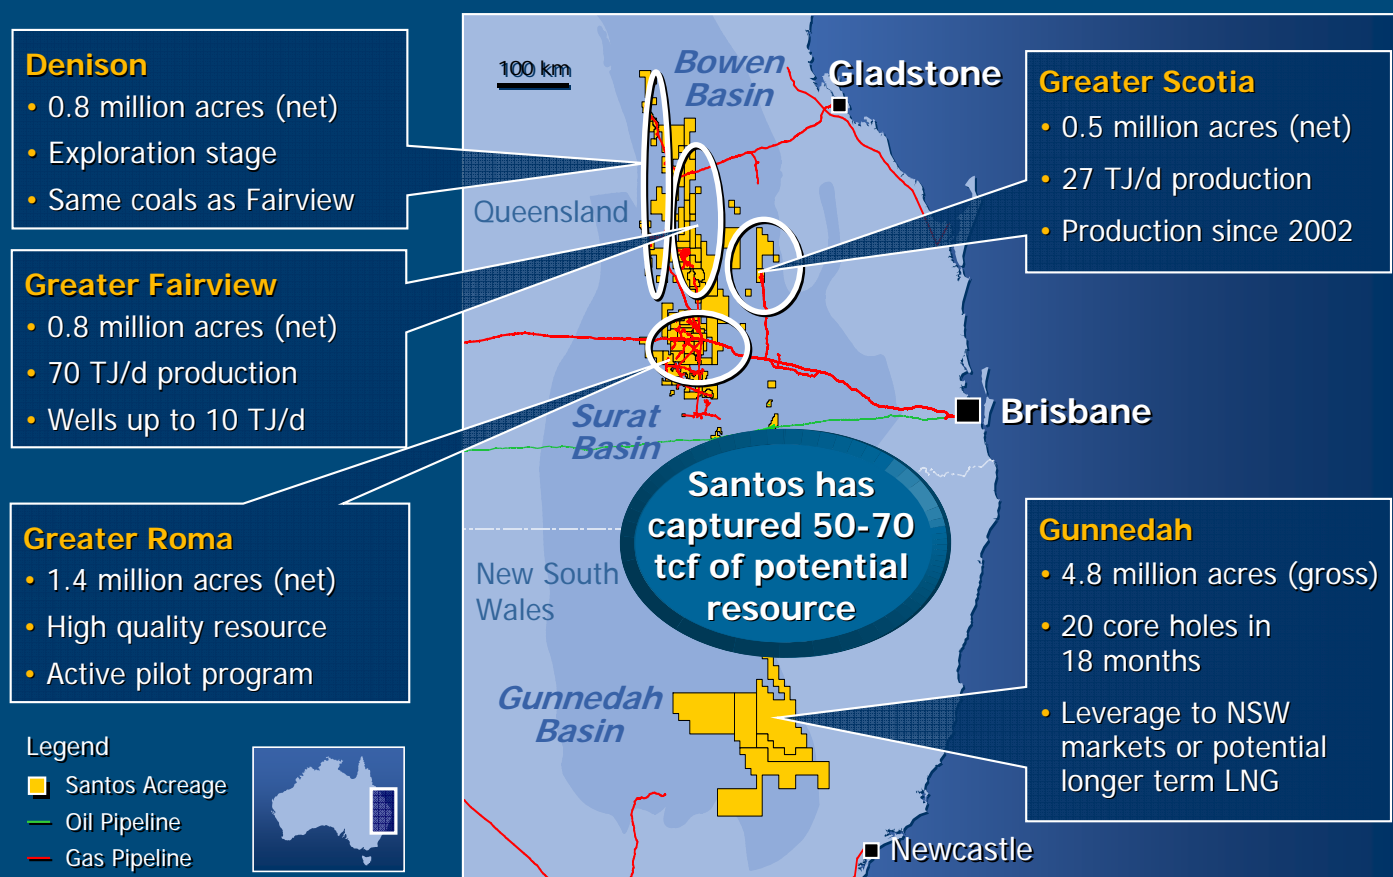 Denison
• 0.8 million acres (net)
• Exploration stage
• Same coals as Fairview
Greater Fairview
• 0.8 million acres (net)
• 70 TJ/d production
• Wells up to 10 TJ/d
Greater Roma
• 1.4 million acres (net)
• High quality resource
• Active pilot program
Legend
Santos Acreage
Oil Pipeline
Gas Pipeline
100 km
Bowen
Basin
Gladstone
Queensland
Surat
Basin
Brisbane
Santos has
captured 50-70
tcf of potential
resource
New South
Wales
Gunnedah
Basin
Newcastle
Greater Scotia
• 0.5 million acres (net)
• 27 TJ/d production
• Production since 2002
Gunnedah
• 4.8 million acres (gross)
• 20 core holes in
18 months
• Leverage to NSW
markets or potential
longer term LNG